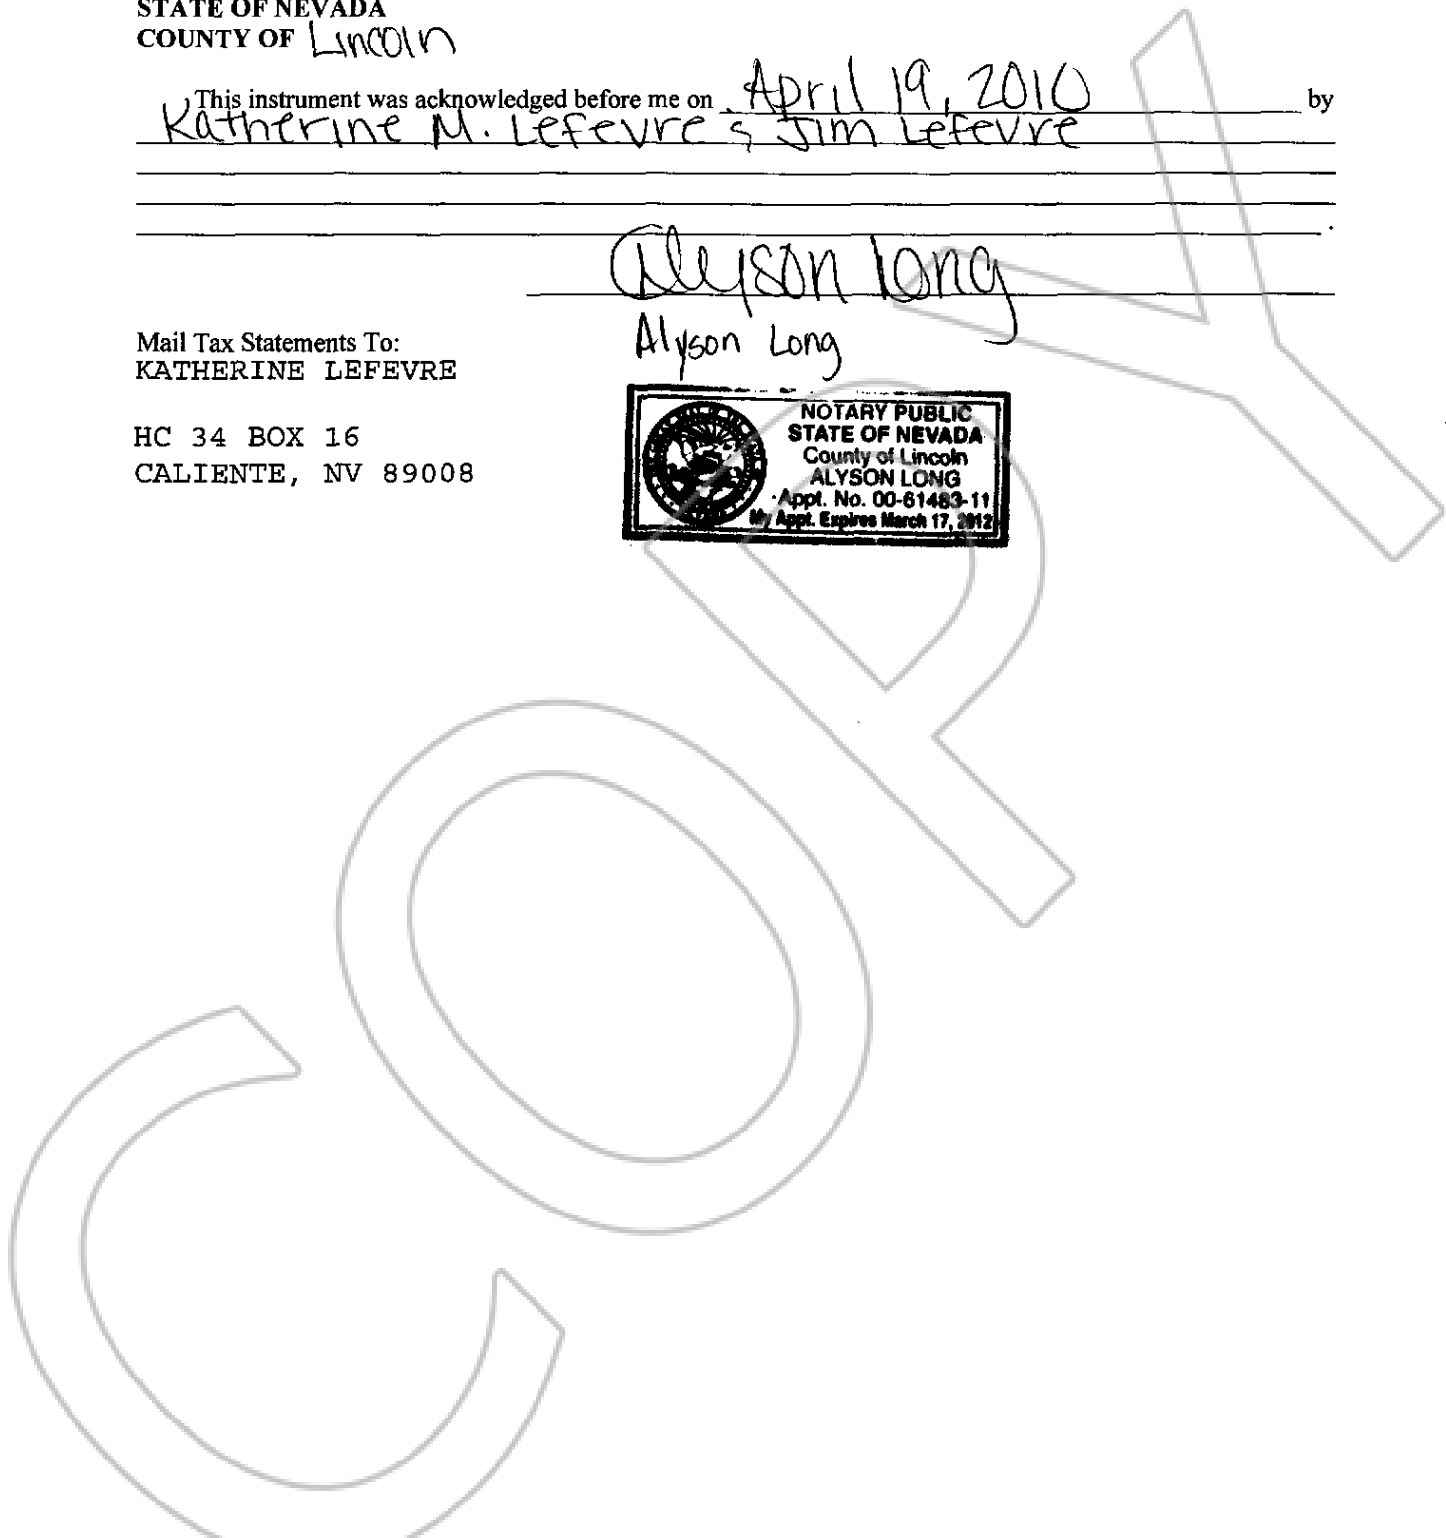 STATE OF NEVADA
COUNTY OF Lincoln
This instrument was acknowledged before me on April 19, 2010 by
Katherine M. Lefevre & Jim Lefevre
Alyson Long
Alyson Long
Mail Tax Statements To:
KATHERINE LEFEVRE
HC 34 BOX 16
CALIENTE, NV 89008
NOTARY PUBLIC
STATE OF NEVADA
County of Lincoln
ALYSON LONG
Appt. No. 00-61483-11
My Appt. Expires March 17, 2012
COPY